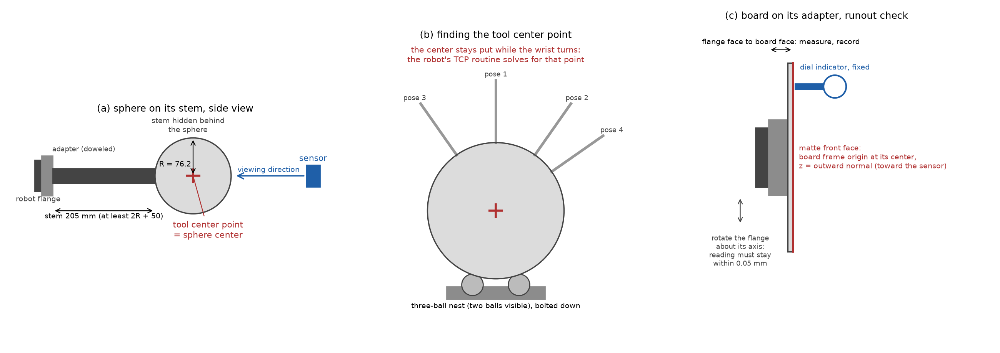 (a) sphere on its stem, side view
stem hidden behind
the sphere
adapter (doweled)
R = 76.2
sensor
viewing direction
robot flange
stem 205 mm (at least 2R + 50)
tool center point
= sphere center
(b) finding the tool center point
the center stays put while the wrist turns:
the robot's TCP routine solves for that point
pose 1
pose 3
pose 2
pose 4
three-ball nest (two balls visible), bolted down
(c) board on its adapter, runout check
flange face to board face: measure, record
dial indicator, fixed
matte front face:
board frame origin at its center,
z = outward normal (toward the sensor)
rotate the flange
about its axis:
reading must stay
within 0.05 mm